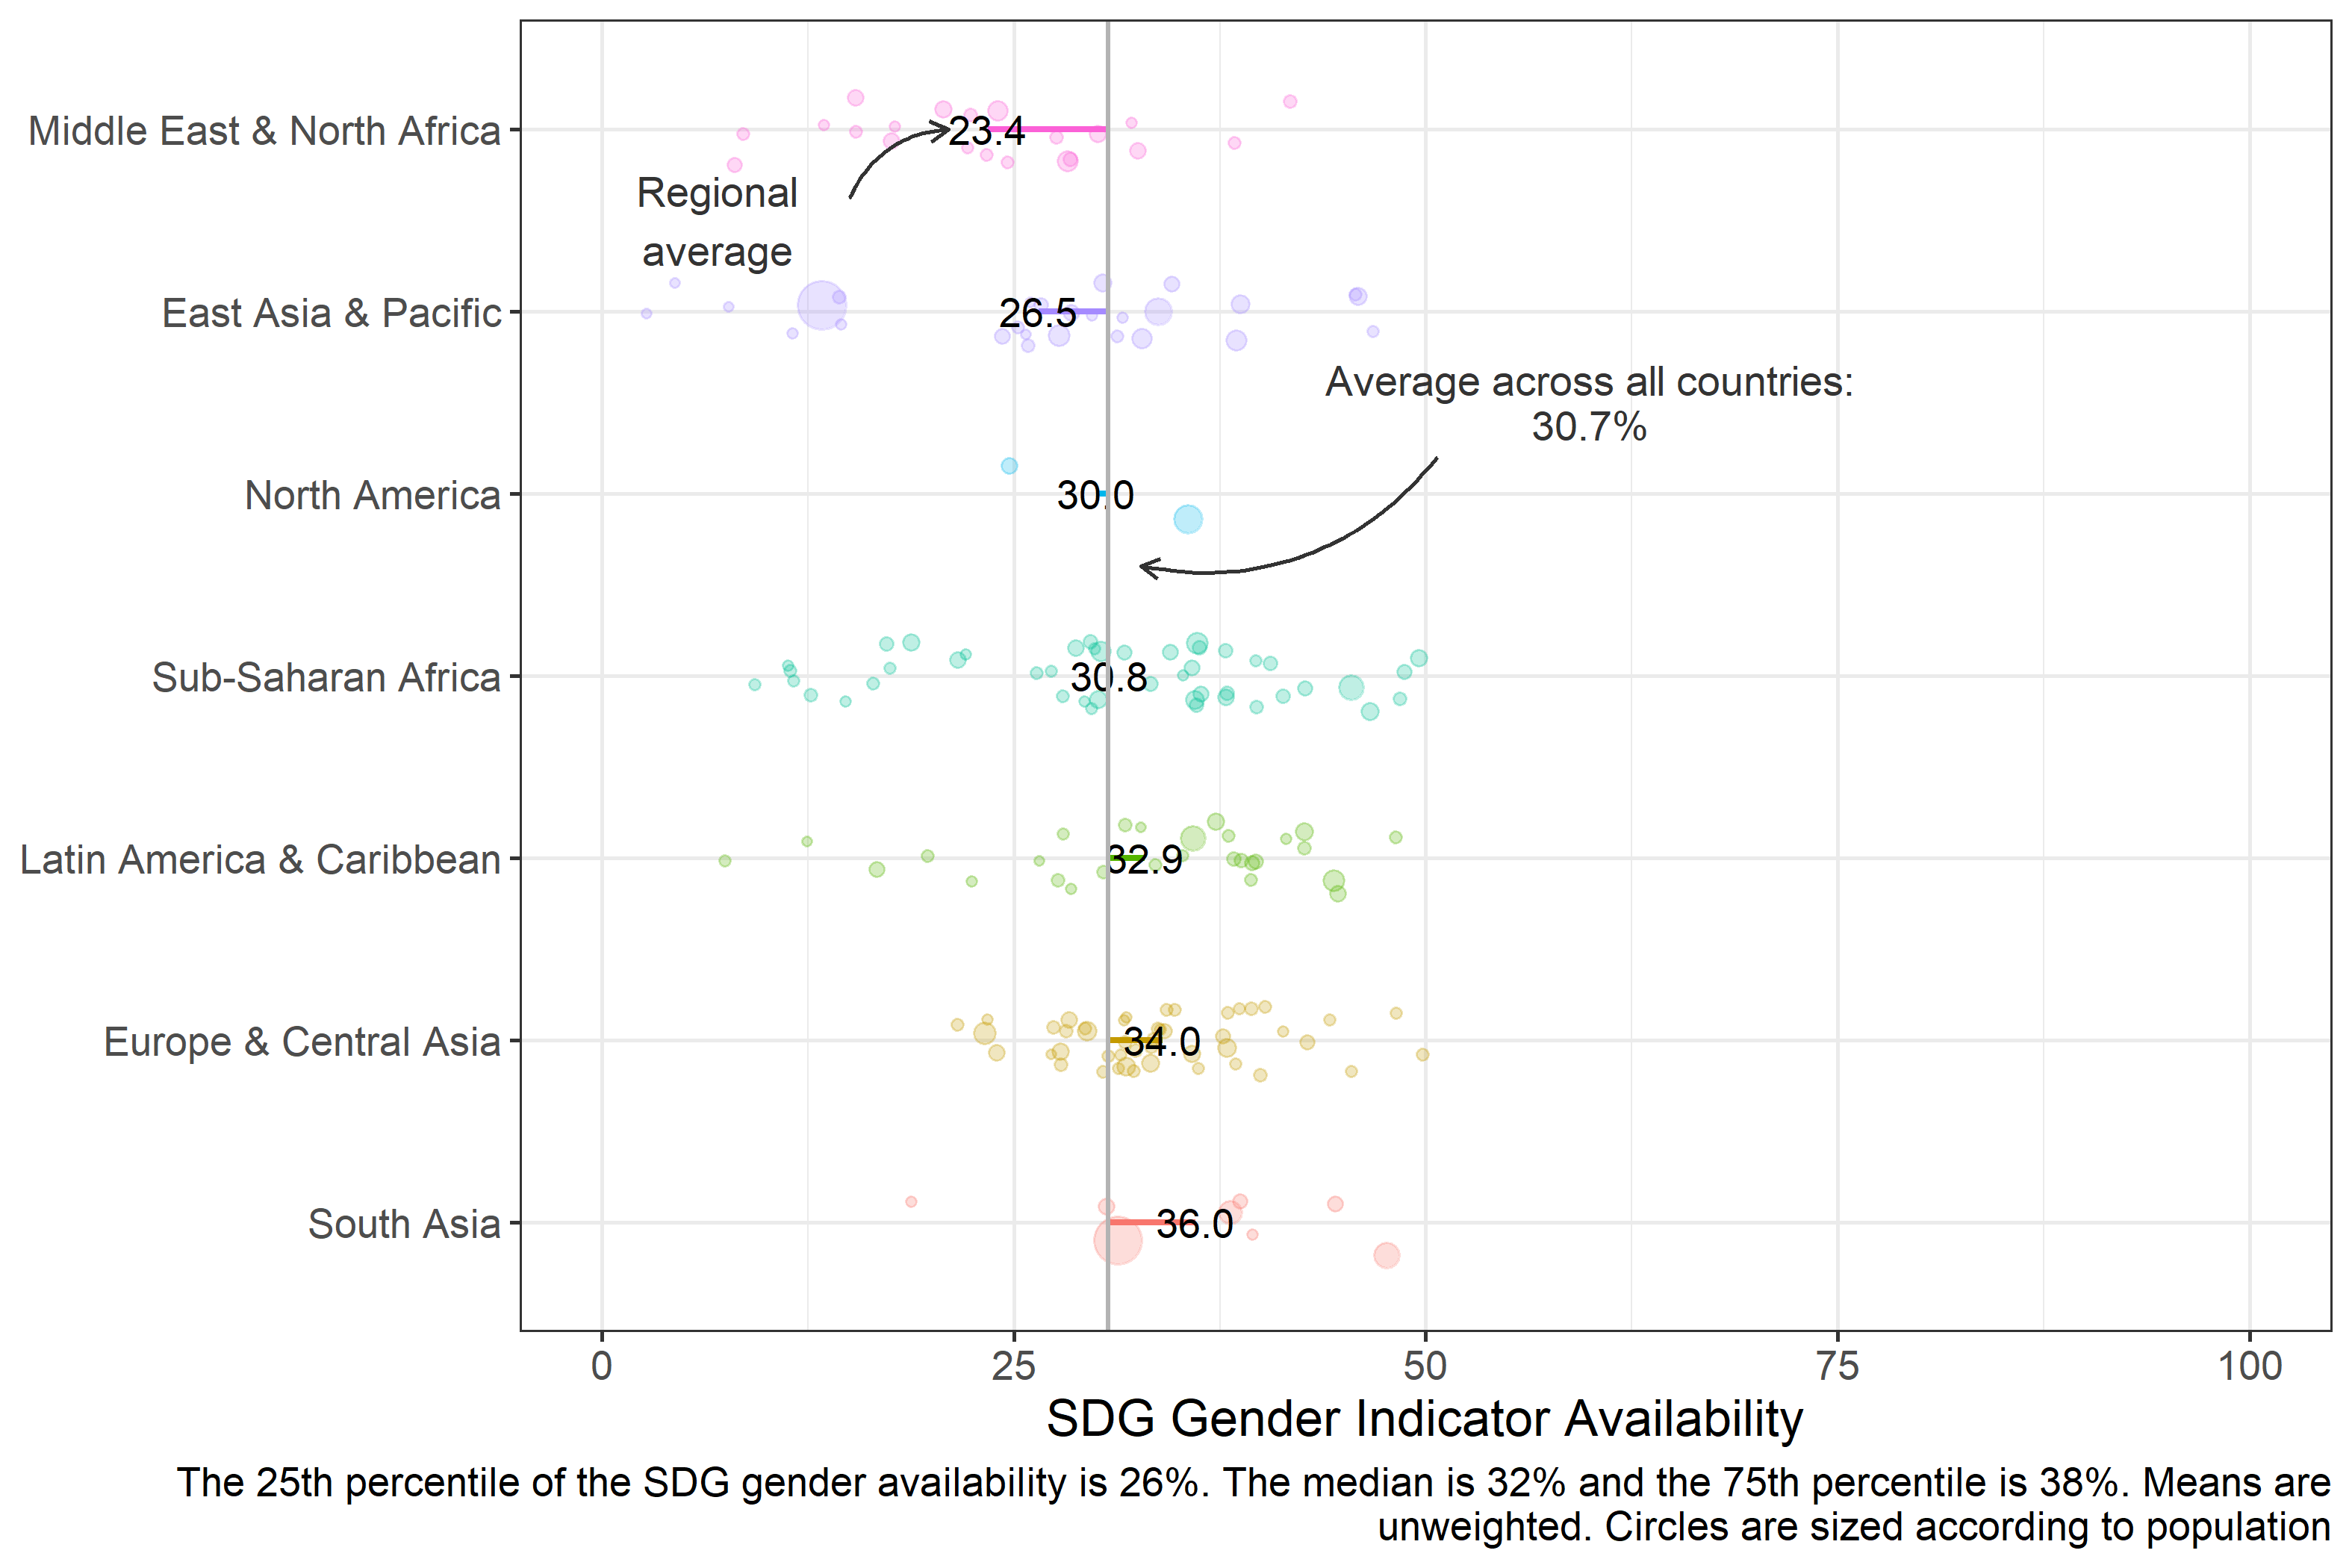 Middle East & North Africa
23.4
Regional
average
East Asia & Pacific
26.5
Average across all countries:
30.7%
North America
30.0
Sub-Saharan Africa
30.8
Latin America & Caribbean
32.9
Europe & Central Asia
34.0
South Asia
36.0
0
25
50
75
100
SDG Gender Indicator Availability
The 25th percentile of the SDG gender availability is 26%. The median is 32% and the 75th percentile is 38%. Means are
unweighted. Circles are sized according to population